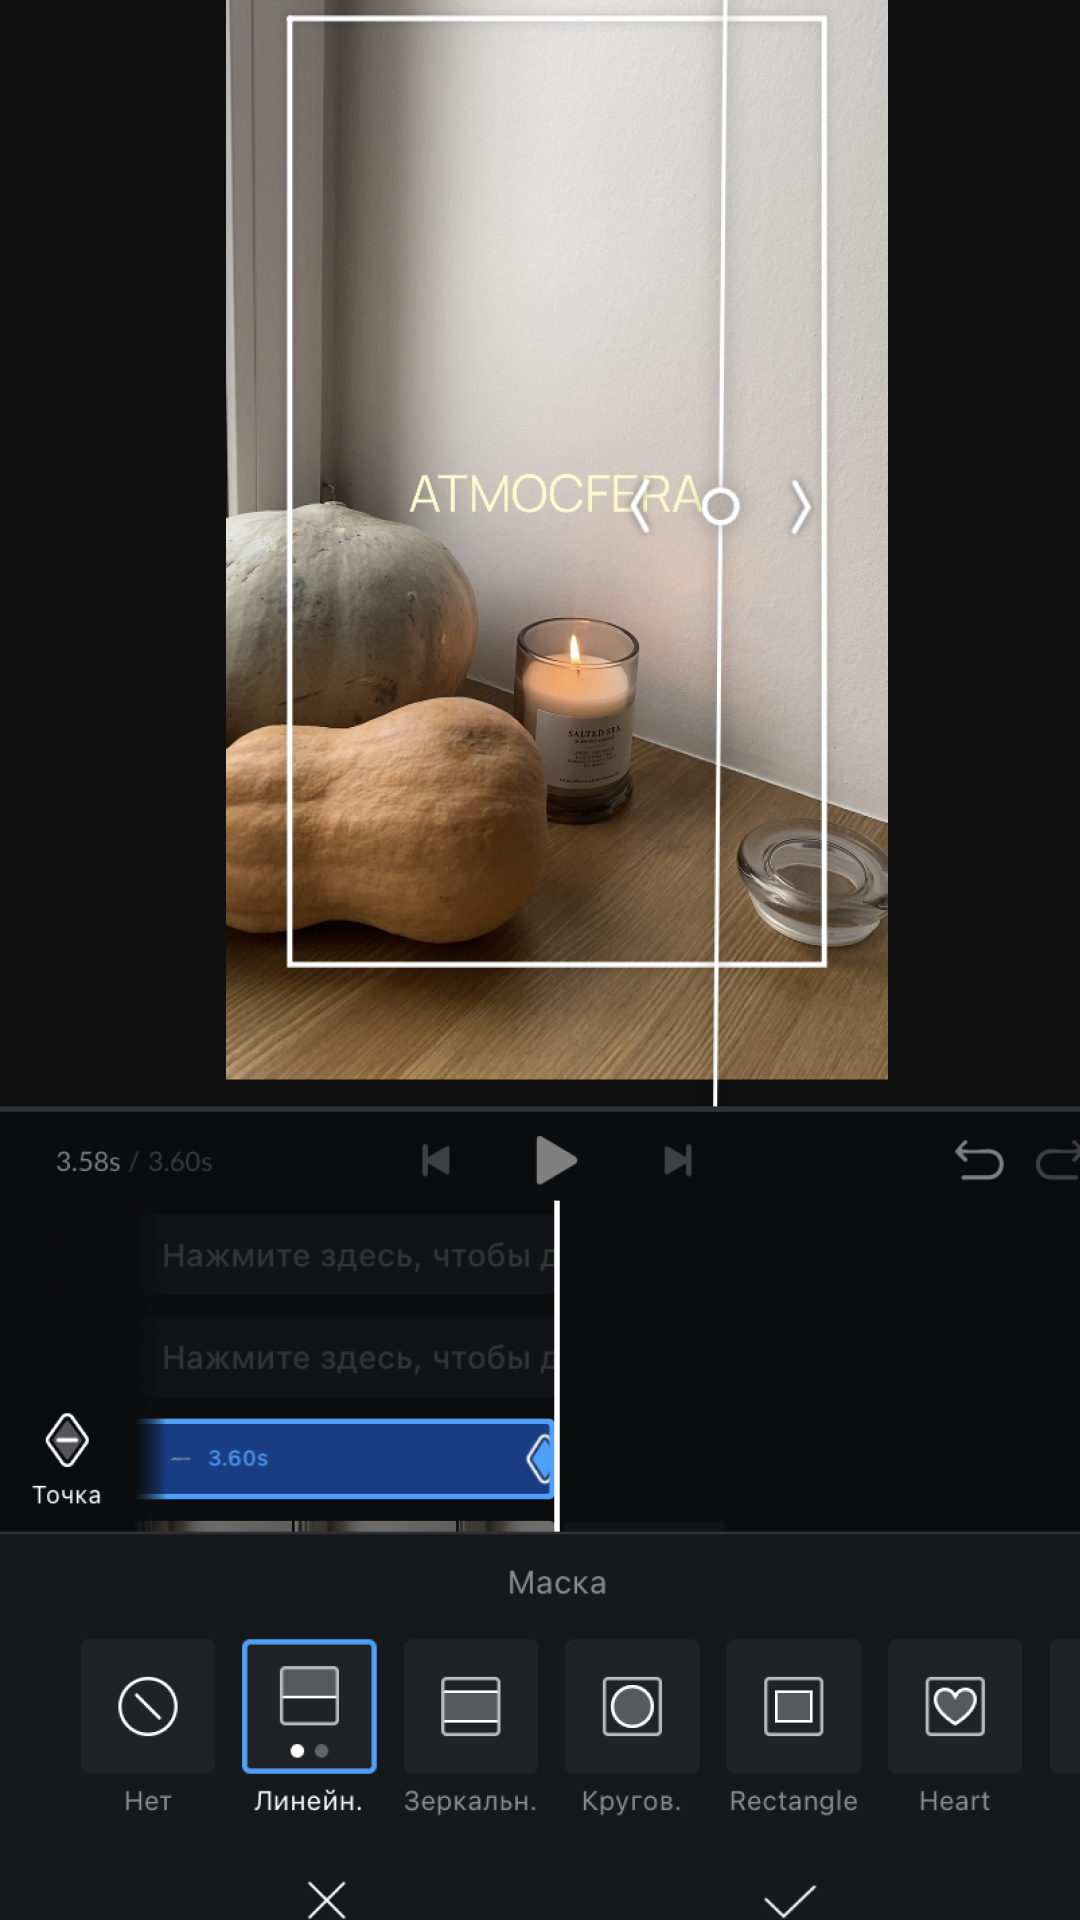 ATMOCFERA
SALTED SEA
3.58s / 3.60s
Нажмите здесь, чтобы д
Нажмите здесь, чтобы д
3.60s
Точка
Маска
Нет
Линейн.
Зеркальн.
Кругов.
Rectangle
Heart